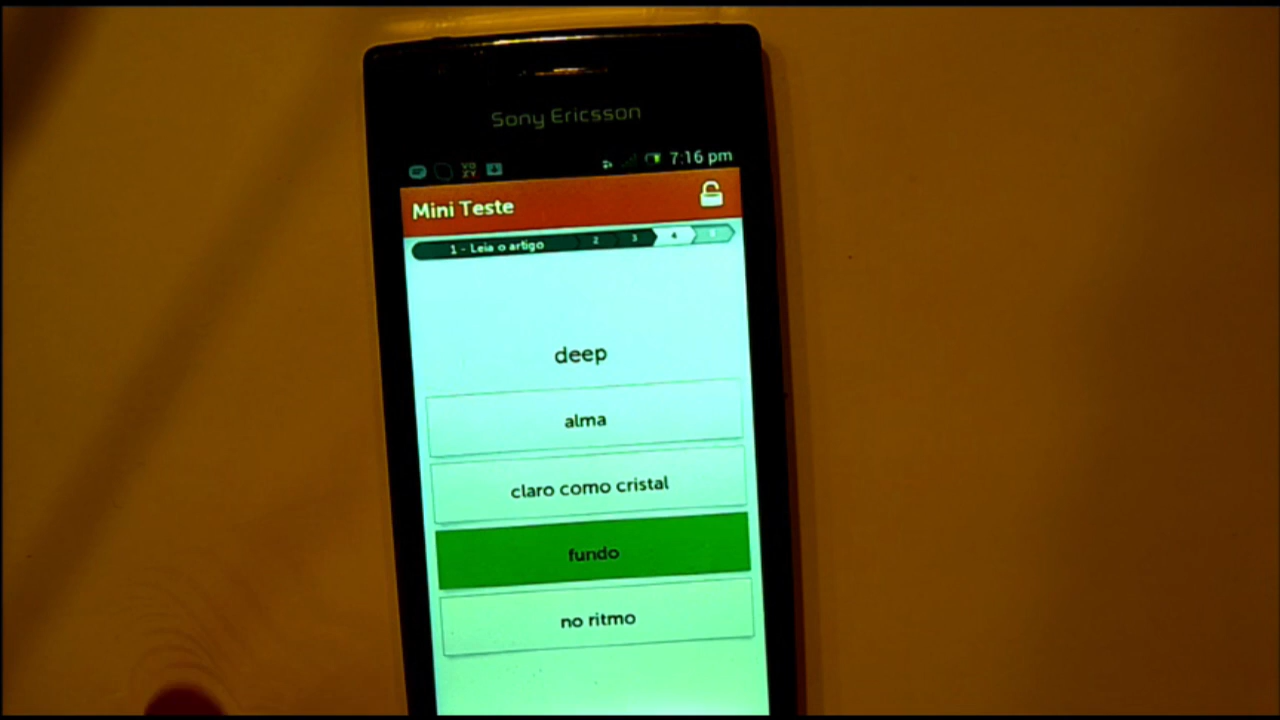 Sony Ericsson
7:16 pm
Mini Teste
1 - Leia o artigo 2 3 4
deep
alma
claro como cristal
fundo
no ritmo